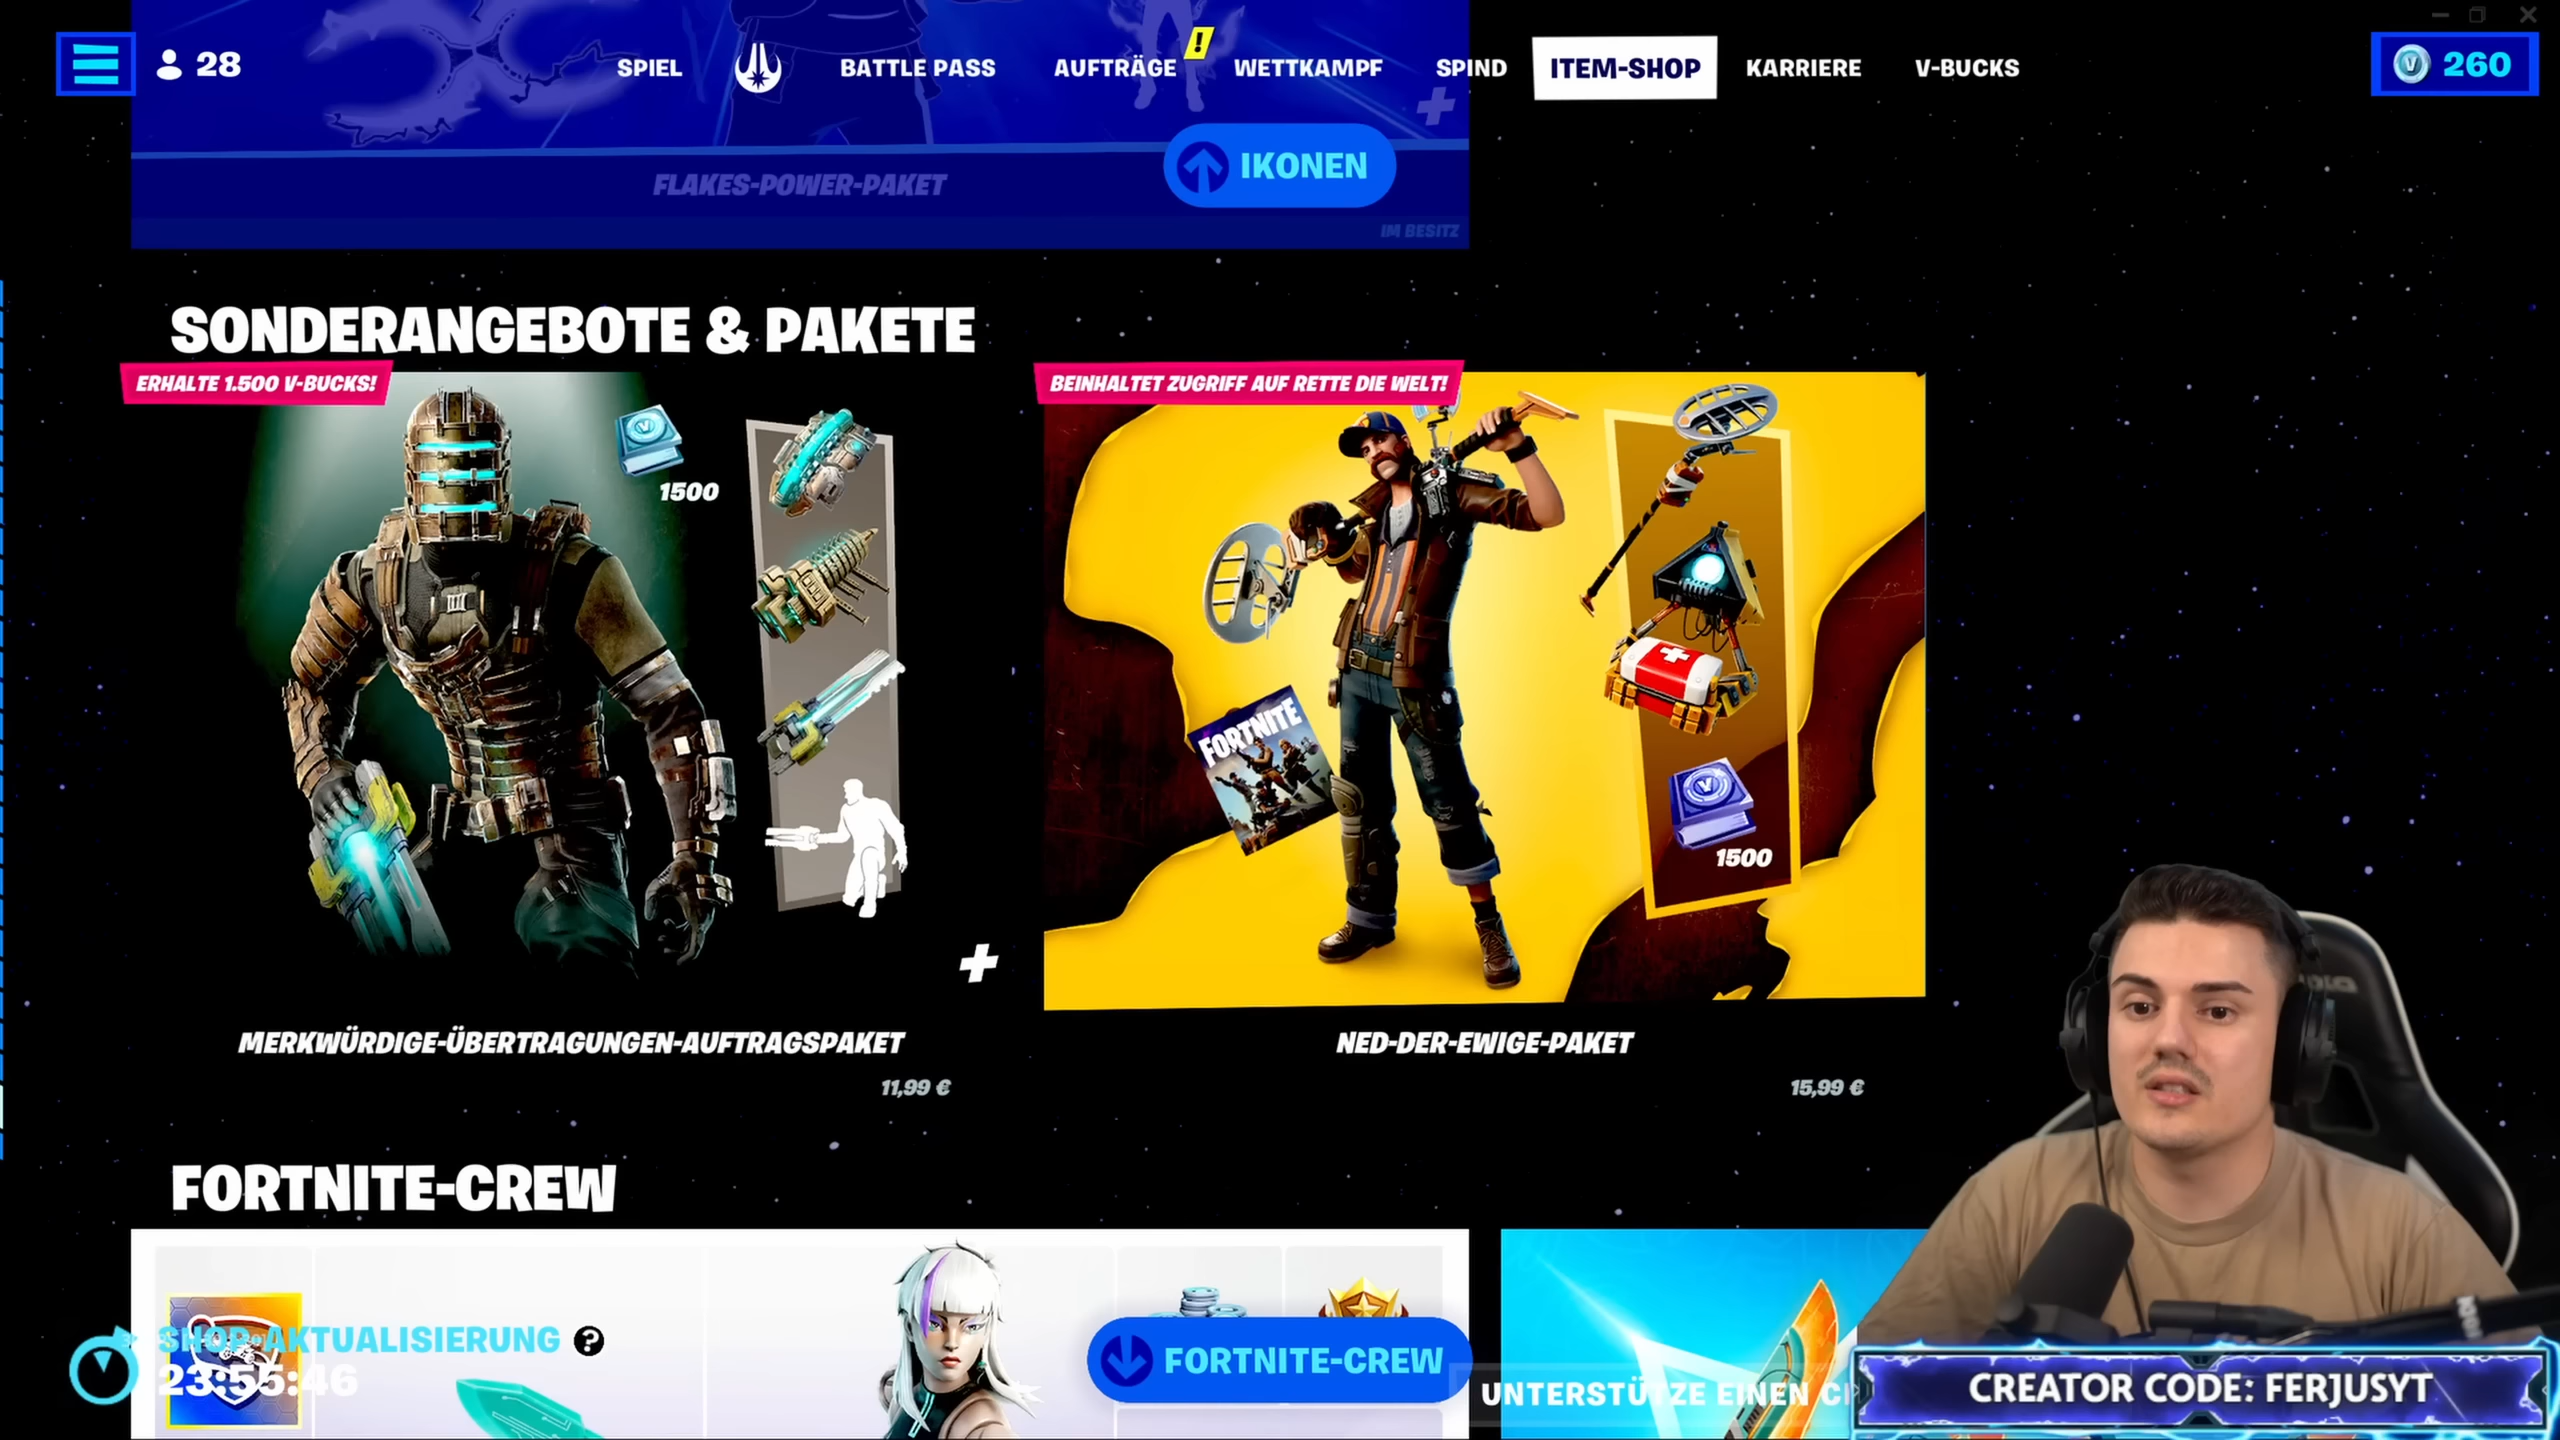 28
SPIEL
BATTLE PASS
AUFTRÄGE
!
WETTKAMPF
SPIND
ITEM-SHOP
KARRIERE
V-BUCKS
260
IKONEN
FLAKES-POWER-PAKET
IM BESITZ
SONDERANGEBOTE & PAKETE
ERHALTE 1.500 V-BUCKS!
1500
MERKWÜRDIGE-ÜBERTRAGUNGEN-AUFTRAGSPAKET
11,99 €
BEINHALTET ZUGRIFF AUF RETTE DIE WELT!
FORTNITE
1500
NED-DER-EWIGE-PAKET
15,99 €
FORTNITE-CREW
SHOP-AKTUALISIERUNG ?
23:55:46
FORTNITE-CREW
UNTERSTÜTZE EINEN
CREATOR CODE: FERJUSYT